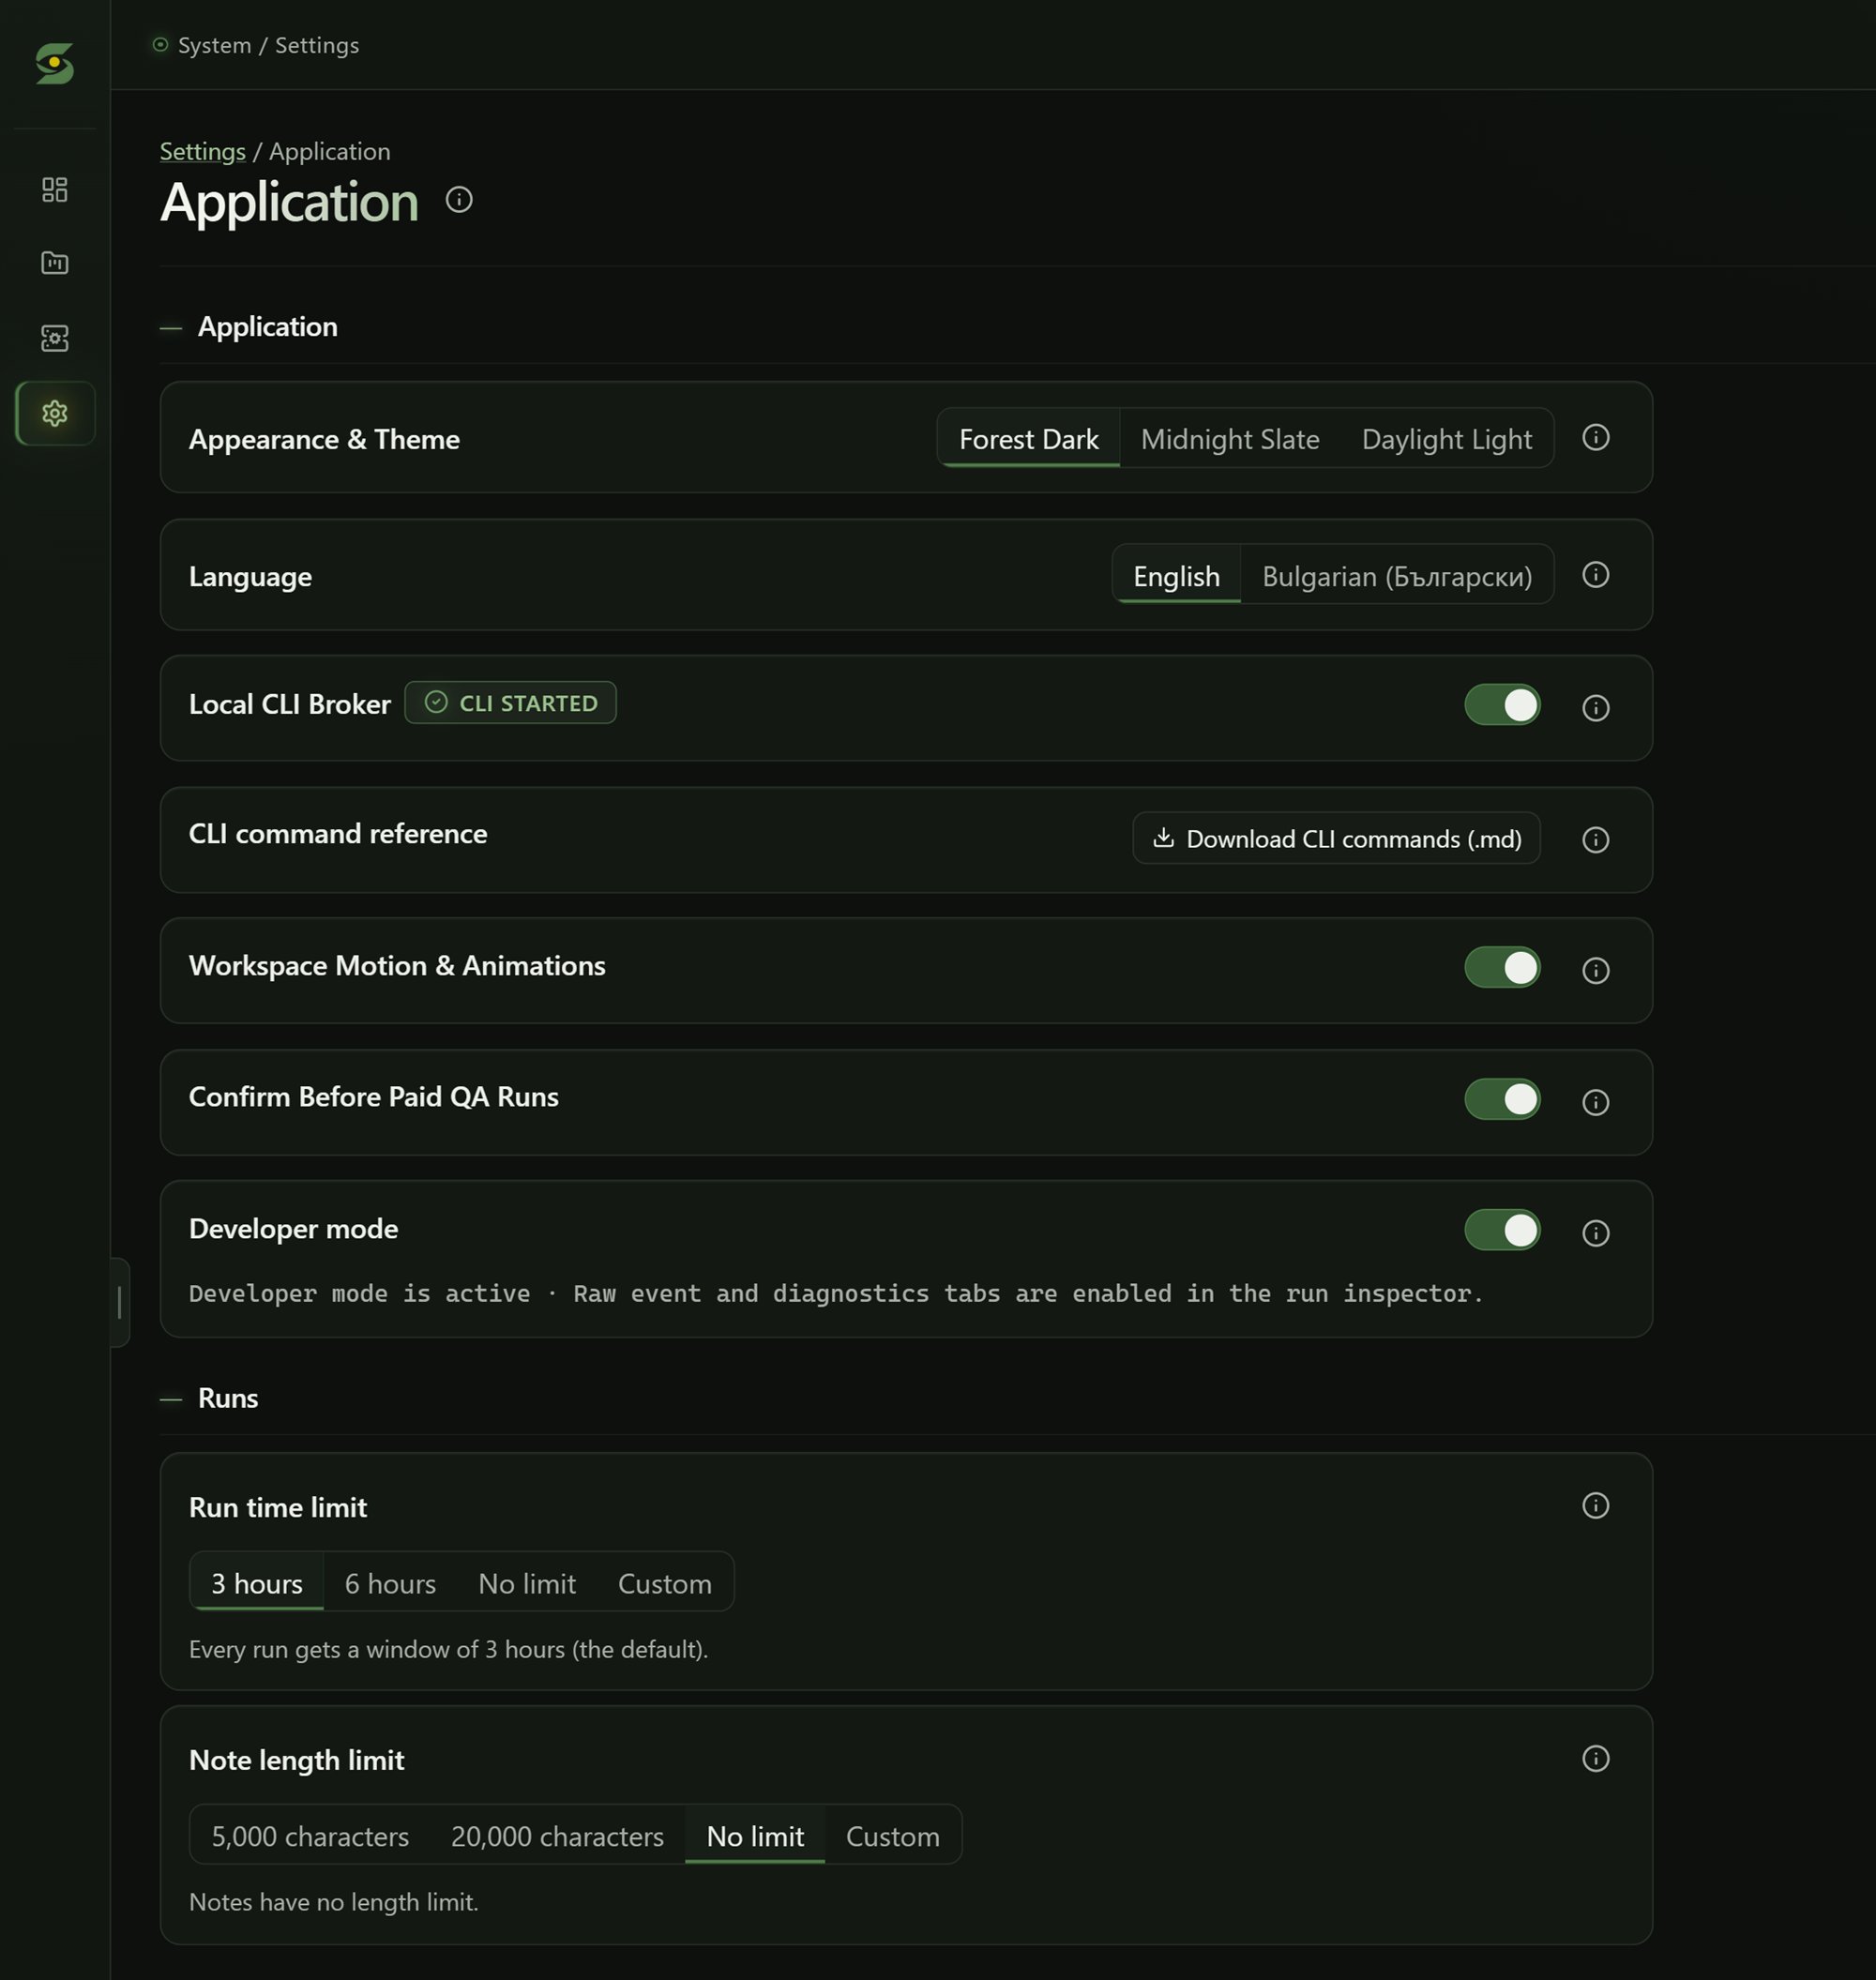 System / Settings
Settings / Application
Application
Application
Appearance & Theme
Forest Dark
Midnight Slate
Daylight Light
Language
English
Bulgarian (Български)
Local CLI Broker
CLI STARTED
CLI command reference
Download CLI commands (.md)
Workspace Motion & Animations
Confirm Before Paid QA Runs
Developer mode
Developer mode is active · Raw event and diagnostics tabs are enabled in the run inspector.
Runs
Run time limit
3 hours
6 hours
No limit
Custom
Every run gets a window of 3 hours (the default).
Note length limit
5,000 characters
20,000 characters
No limit
Custom
Notes have no length limit.